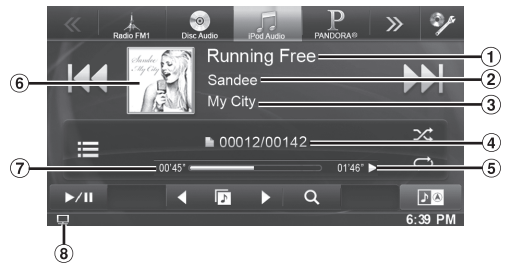 Radio FM1 Disc Audio iPod Audio PANDORA®
Running Free
1
Sandee
2
My City
3
6
Sandee
My City
00012/00142
4
7
00'45"
01'46"
5
6:39 PM
8